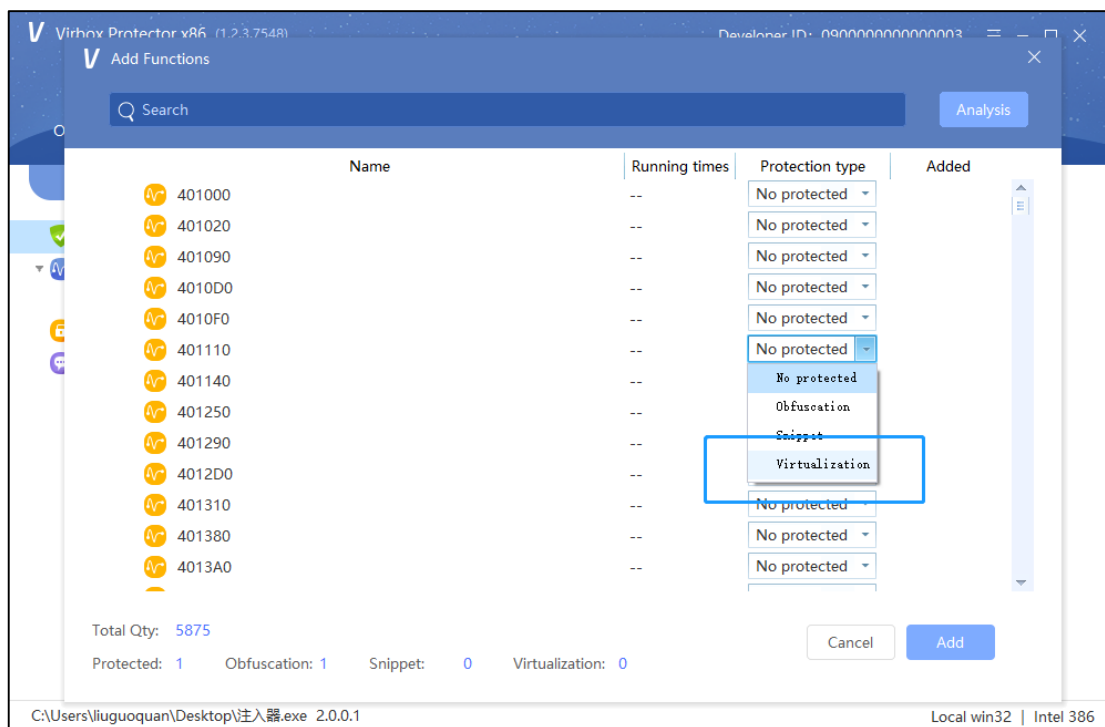 V Virbox Protector x86 (1.2.3.7548) Developer ID: 0900000000000003
V Add Functions
Search Analysis
Name Running times Protection type Added
401000 -- No protected
401020 -- No protected
401090 -- No protected
4010D0 -- No protected
4010F0 -- No protected
401110 -- No protected
401140 -- No protected
401250 -- Obfuscation
401290 -- Snippet
4012D0 -- Virtualization
401310 -- No protected
401380 -- No protected
4013A0 -- No protected
Total Qty: 5875
Cancel Add
Protected: 1 Obfuscation: 1 Snippet: 0 Virtualization: 0
C:\Users\liuguoquan\Desktop\注入器.exe 2.0.0.1 Local win32 | Intel 386